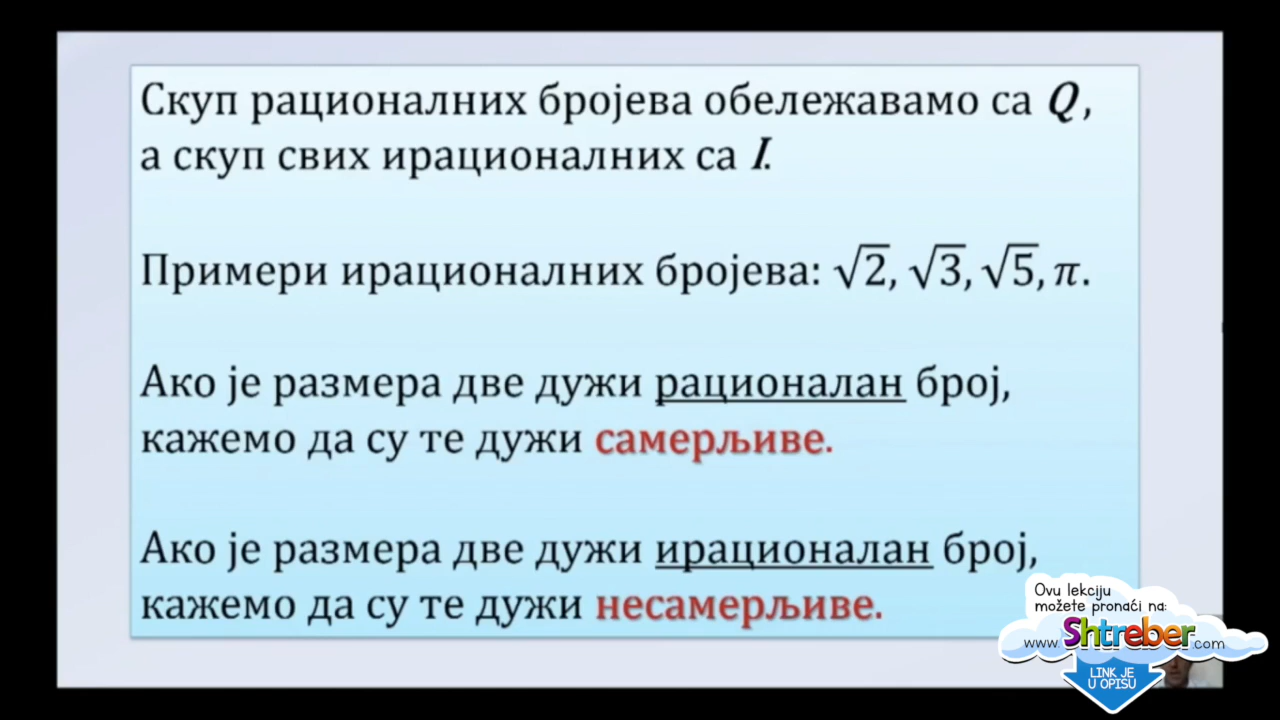 Скуп рационалних бројева обележавамо са Q,
а скуп свих ирационалних са I.
Примери ирационалних бројева: √2, √3, √5, π.
Ако је размера две дужи рационалан број,
кажемо да су те дужи самерљиве.
Ако је размера две дужи ирационалан број,
кажемо да су те дужи несамерљиве.
Ovu lekciju
možete pronaći na:
www.Shtreber.com
LINK JE
U OPISU